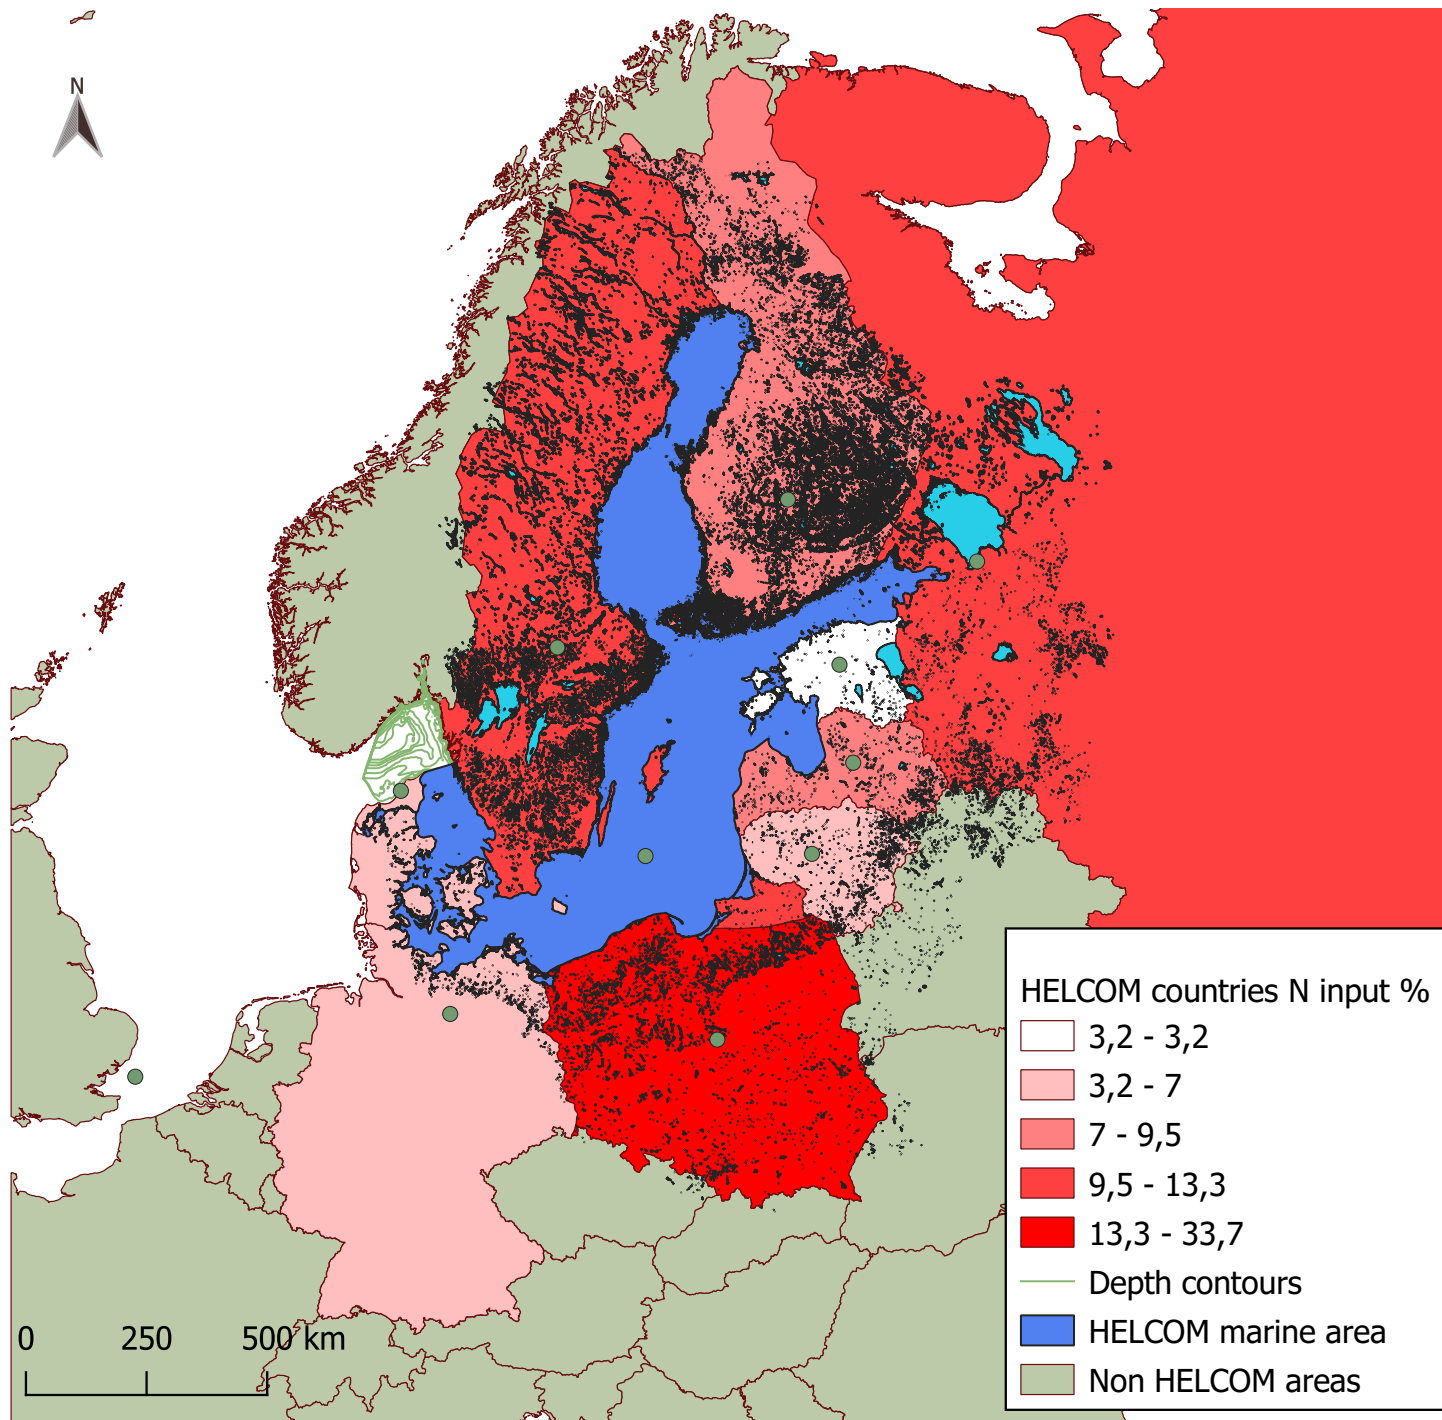 N
HELCOM countries N input %
3,2 - 3,2
3,2 - 7
7 - 9,5
9,5 - 13,3
13,3 - 33,7
Depth contours
HELCOM marine area
Non HELCOM areas
0 250 500 km